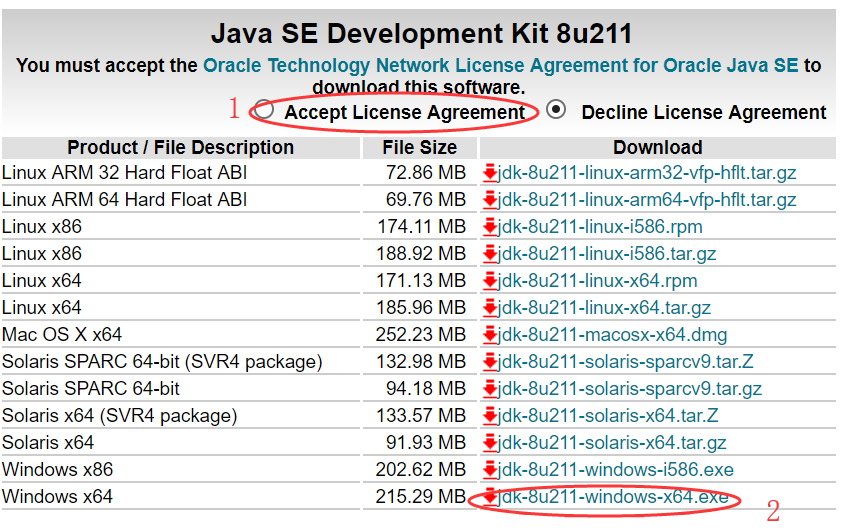 Java SE Development Kit 8u211
You must accept the Oracle Technology Network License Agreement for Oracle Java SE to
download this software.
1 Accept License Agreement Decline License Agreement
Product / File Description File Size Download
Linux ARM 32 Hard Float ABI 72.86 MB jdk-8u211-linux-arm32-vfp-hflt.tar.gz
Linux ARM 64 Hard Float ABI 69.76 MB jdk-8u211-linux-arm64-vfp-hflt.tar.gz
Linux x86 174.11 MB jdk-8u211-linux-i586.rpm
Linux x86 188.92 MB jdk-8u211-linux-i586.tar.gz
Linux x64 171.13 MB jdk-8u211-linux-x64.rpm
Linux x64 185.96 MB jdk-8u211-linux-x64.tar.gz
Mac OS X x64 252.23 MB jdk-8u211-macosx-x64.dmg
Solaris SPARC 64-bit (SVR4 package) 132.98 MB jdk-8u211-solaris-sparcv9.tar.Z
Solaris SPARC 64-bit 94.18 MB jdk-8u211-solaris-sparcv9.tar.gz
Solaris x64 (SVR4 package) 133.57 MB jdk-8u211-solaris-x64.tar.Z
Solaris x64 91.93 MB jdk-8u211-solaris-x64.tar.gz
Windows x86 202.62 MB jdk-8u211-windows-i586.exe
Windows x64 215.29 MB jdk-8u211-windows-x64.exe
2